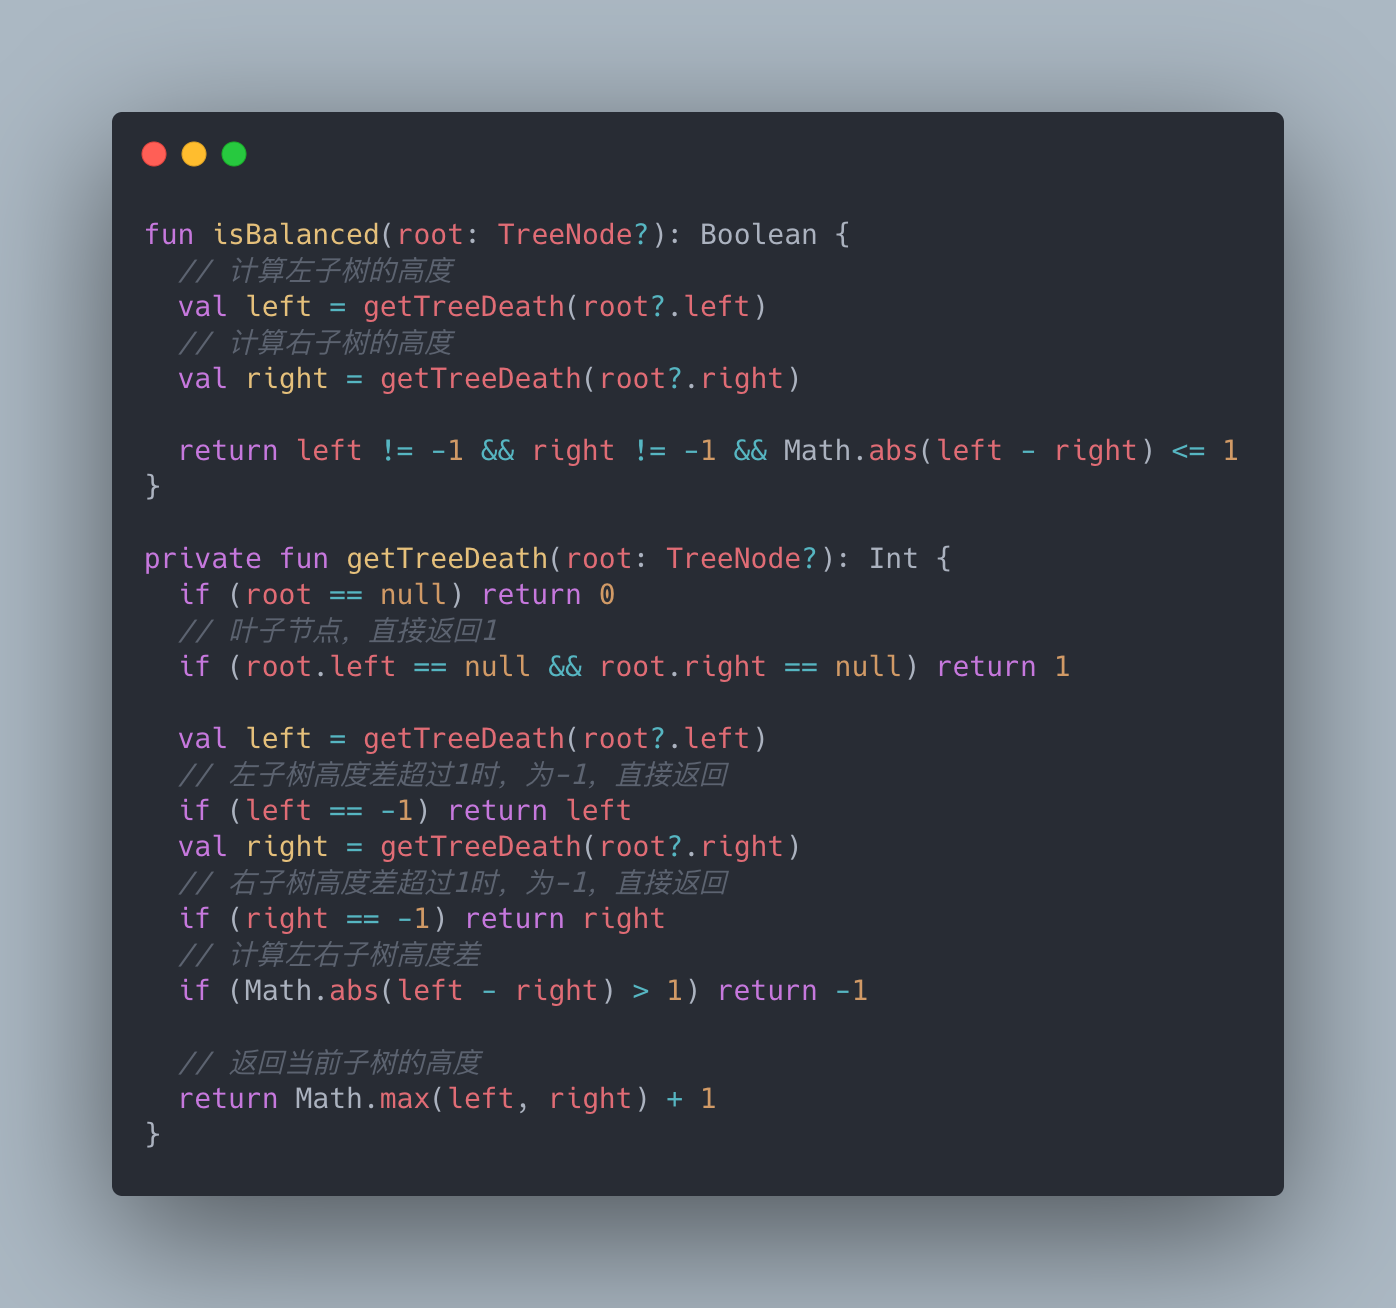 fun isBalanced(root: TreeNode?): Boolean {
  // 计算左子树的高度
  val left = getTreeDeath(root?.left)
  // 计算右子树的高度
  val right = getTreeDeath(root?.right)

  return left != -1 && right != -1 && Math.abs(left - right) <= 1
}

private fun getTreeDeath(root: TreeNode?): Int {
  if (root == null) return 0
  // 叶子节点，直接返回1
  if (root.left == null && root.right == null) return 1

  val left = getTreeDeath(root?.left)
  // 左子树高度差超过1时，为-1，直接返回
  if (left == -1) return left
  val right = getTreeDeath(root?.right)
  // 右子树高度差超过1时，为-1，直接返回
  if (right == -1) return right
  // 计算左右子树高度差
  if (Math.abs(left - right) > 1) return -1

  // 返回当前子树的高度
  return Math.max(left, right) + 1
}